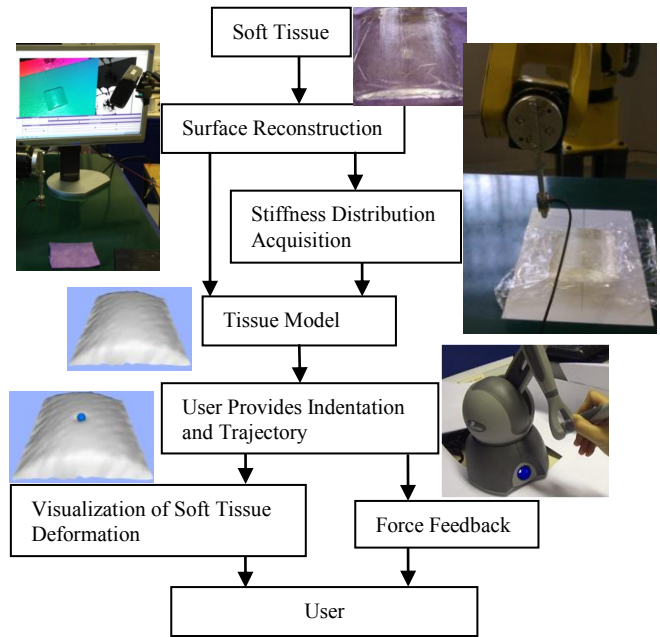 Soft Tissue
Surface Reconstruction
Stiffness Distribution
Acquisition
Tissue Model
User Provides Indentation
and Trajectory
Visualization of Soft Tissue
Deformation
Force Feedback
User